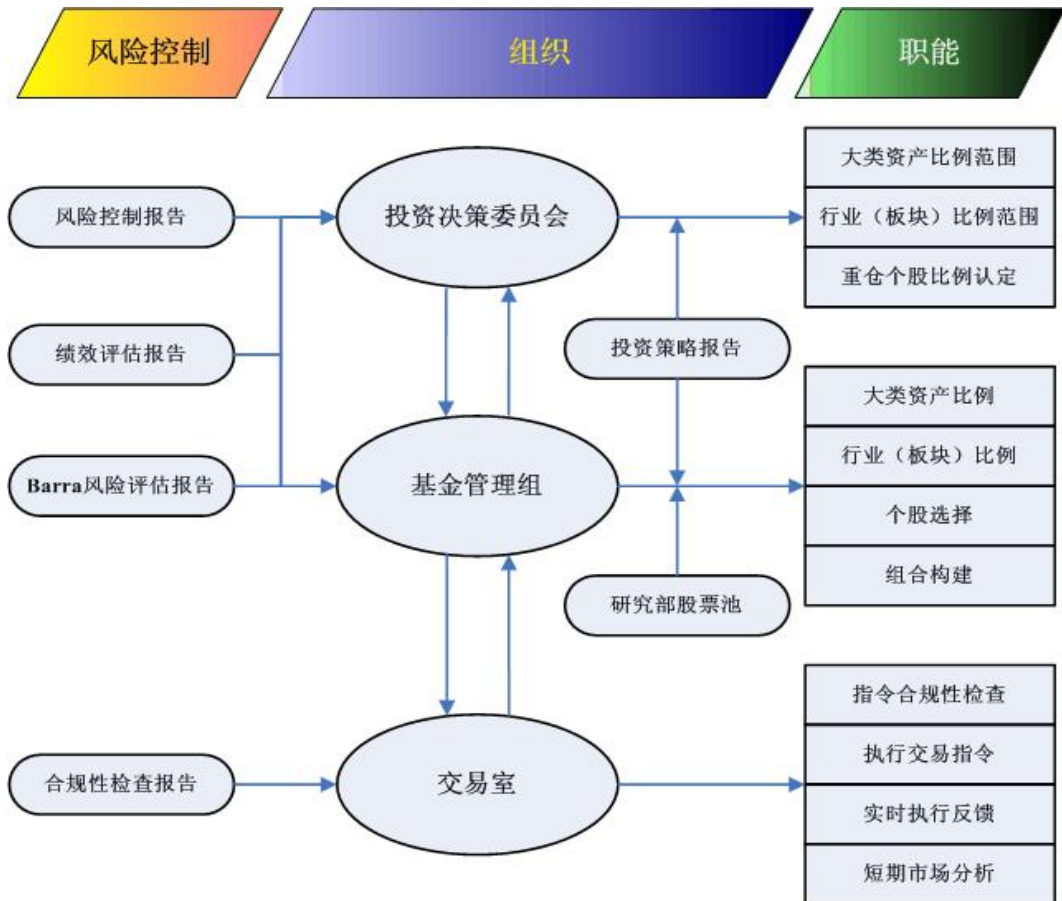 风险控制
组织
职能
风险控制报告
绩效评估报告
Barra风险评估报告
合规性检查报告
投资决策委员会
基金管理组
交易室
投资策略报告
研究部股票池
大类资产比例范围
行业（板块）比例范围
重仓个股比例认定
大类资产比例
行业（板块）比例
个股选择
组合构建
指令合规性检查
执行交易指令
实时执行反馈
短期市场分析